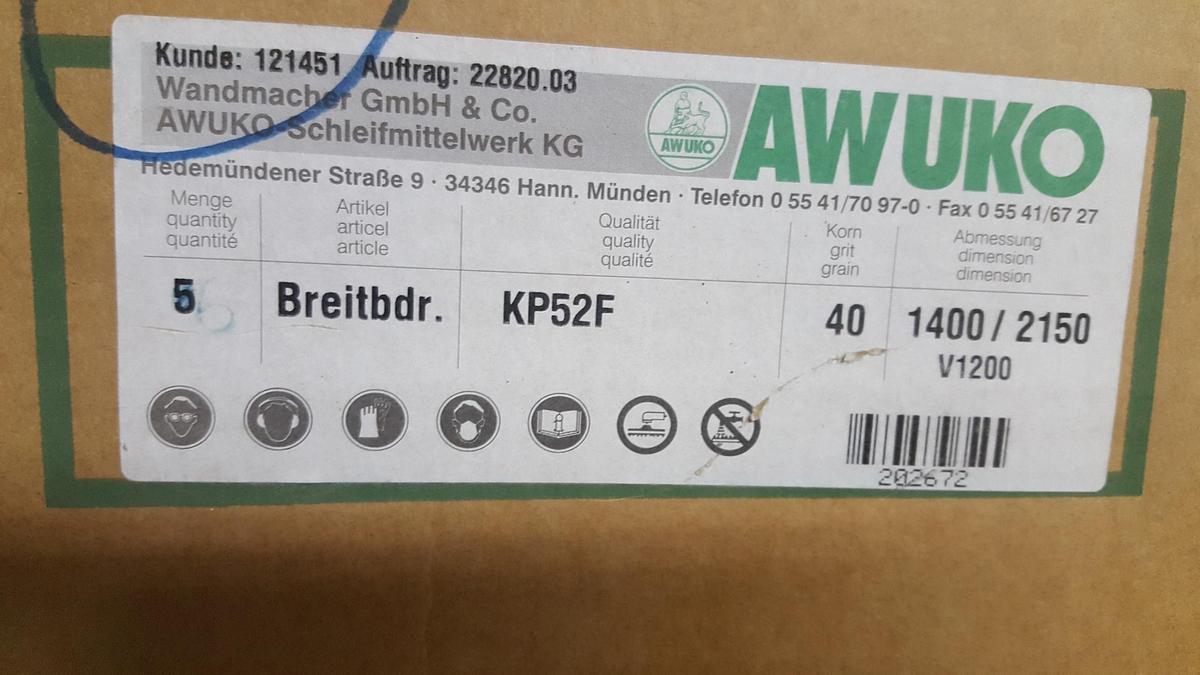 Kunde: 121451 Auftrag: 22820.03
Wandmacher GmbH & Co.
AWUKO-Schleifmittelwerk KG
AWUKO
AWUKO
Hedemündener Straße 9 · 34346 Hann. Münden · Telefon 0 55 41/70 97-0 · Fax 0 55 41/67 27
Menge
quantity
quantité
Artikel
articel
article
Qualität
quality
qualité
Korn
grit
grain
Abmessung
dimension
dimension
5
Breitbdr.
KP52F
40
1400 / 2150
V1200
202672